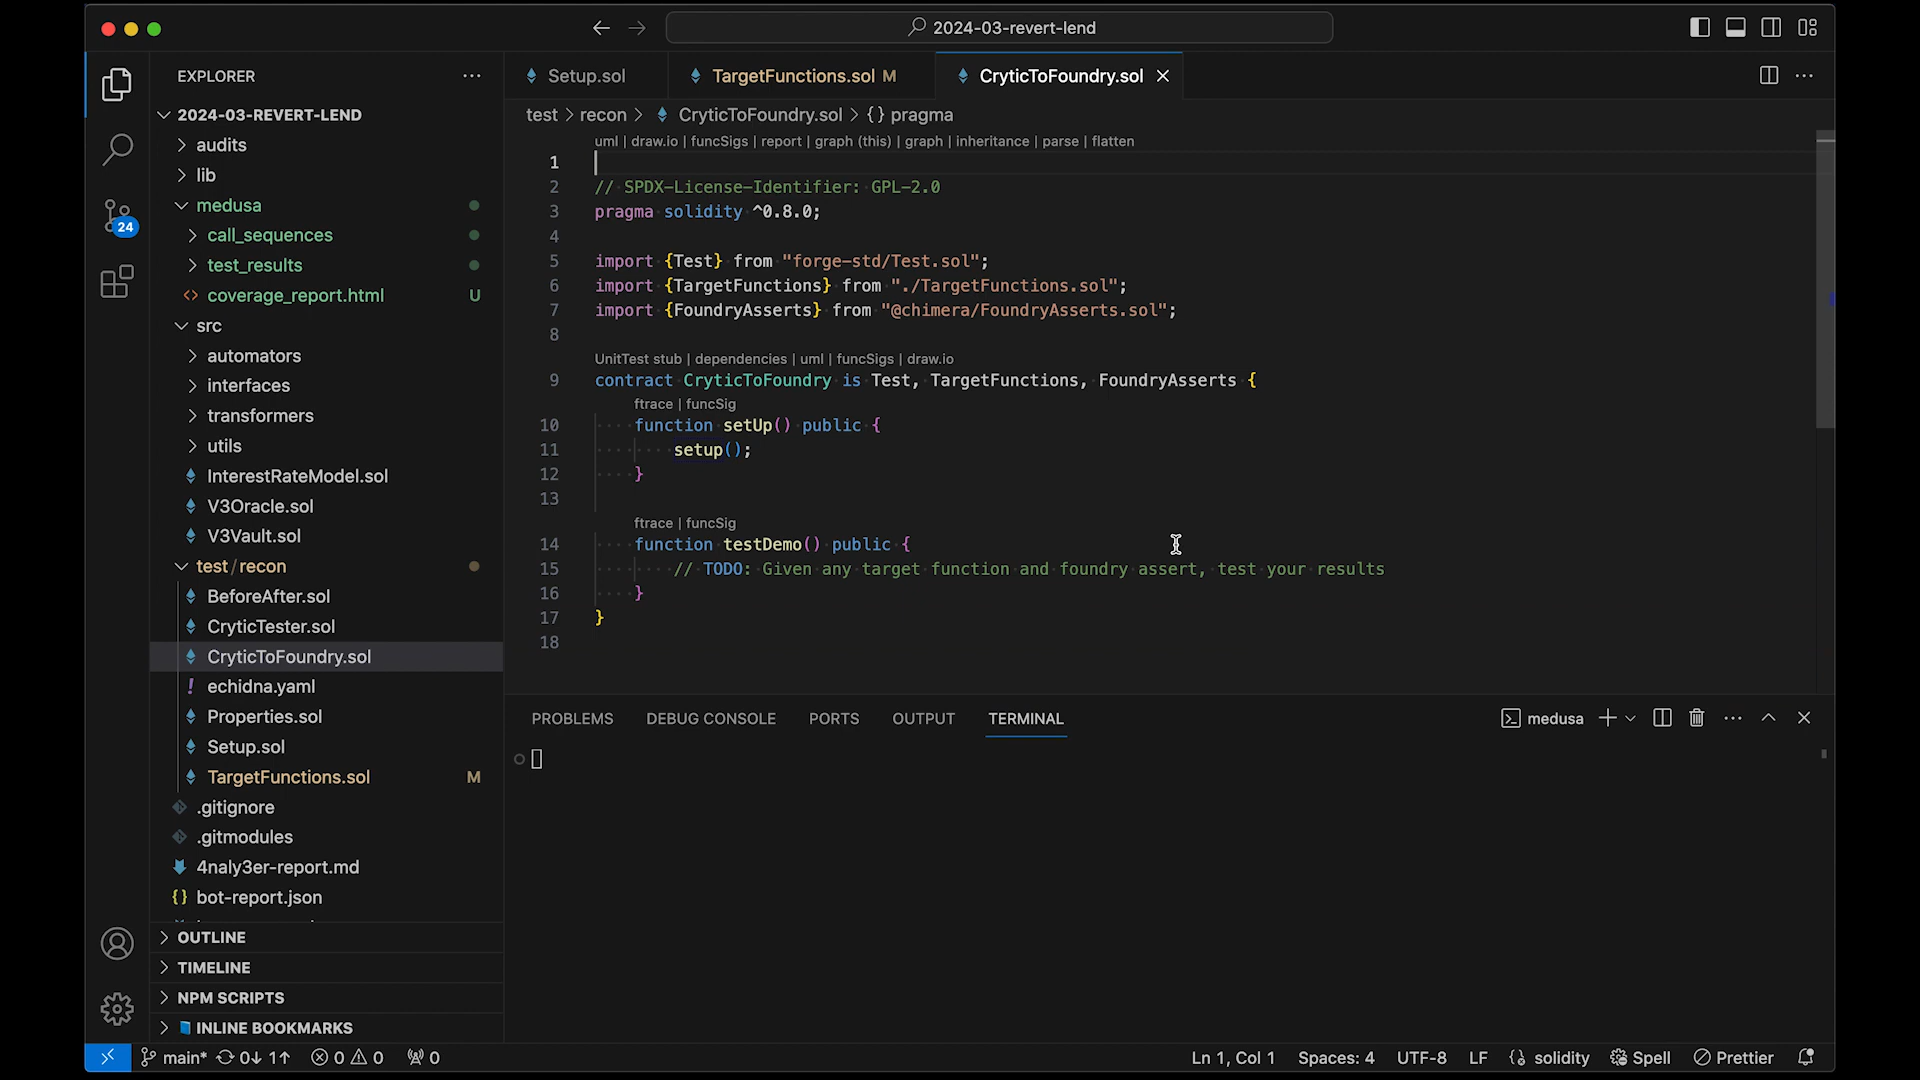 2024-03-revert-lend
EXPLORER
2024-03-REVERT-LEND
audits
lib
medusa
call_sequences
test_results
coverage_report.html U
src
automators
interfaces
transformers
utils
InterestRateModel.sol
V3Oracle.sol
V3Vault.sol
test/recon
BeforeAfter.sol
CryticTester.sol
CryticToFoundry.sol
! echidna.yaml
Properties.sol
Setup.sol
TargetFunctions.sol M
.gitignore
.gitmodules
4naly3er-report.md
{} bot-report.json
OUTLINE
TIMELINE
NPM SCRIPTS
INLINE BOOKMARKS
24
Setup.sol
TargetFunctions.sol M
CryticToFoundry.sol
test > recon > CryticToFoundry.sol > {} pragma
uml | draw.io | funcSigs | report | graph (this) | graph | inheritance | parse | flatten
1
2 // SPDX-License-Identifier: GPL-2.0
3 pragma solidity ^0.8.0;
4
5 import {Test} from "forge-std/Test.sol";
6 import {TargetFunctions} from "./TargetFunctions.sol";
7 import {FoundryAsserts} from "@chimera/FoundryAsserts.sol";
8
UnitTest stub | dependencies | uml | funcSigs | draw.io
9 contract CryticToFoundry is Test, TargetFunctions, FoundryAsserts {
ftrace | funcSig
10 function setUp() public {
11 setup();
12 }
13
ftrace | funcSig
14 function testDemo() public {
15 // TODO: Given any target function and foundry assert, test your results
16 }
17 }
18
PROBLEMS DEBUG CONSOLE PORTS OUTPUT TERMINAL
medusa
main* 0↓ 1↑ 0 0 0
Ln 1, Col 1 Spaces: 4 UTF-8 LF solidity Spell Prettier